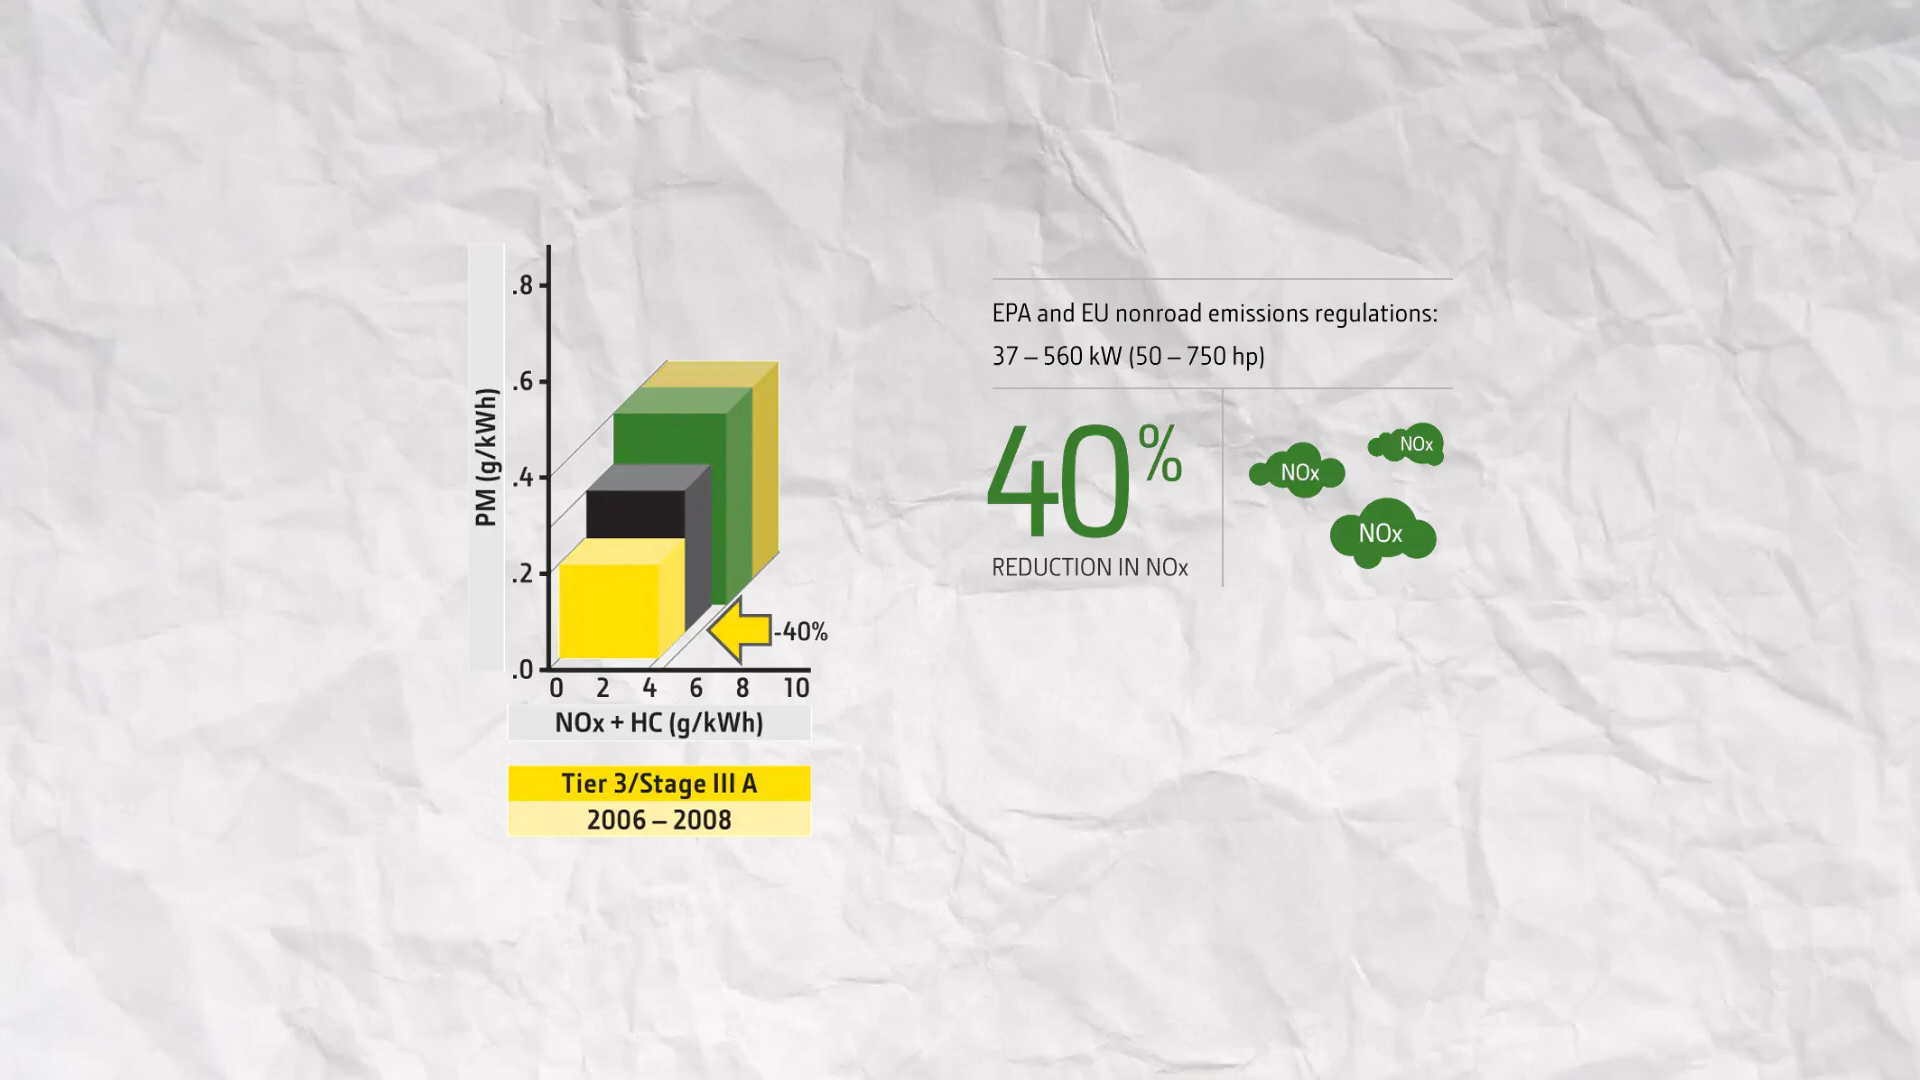 PM (g/kWh)
.8
.6
.4
.2
.0
0 2 4 6 8 10
-40%
NOx + HC (g/kWh)
Tier 3/Stage III A
2006 – 2008
EPA and EU nonroad emissions regulations:
37 – 560 kW (50 – 750 hp)
40%
REDUCTION IN NOx
NOx
NOx
NOx